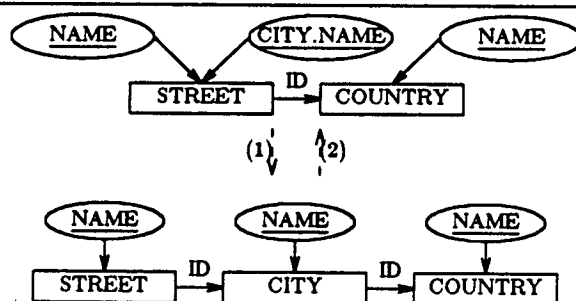 NAME CITY.NAME NAME
ID
STREET COUNTRY
(1) (2)
NAME NAME NAME
ID ID
STREET CITY COUNTRY